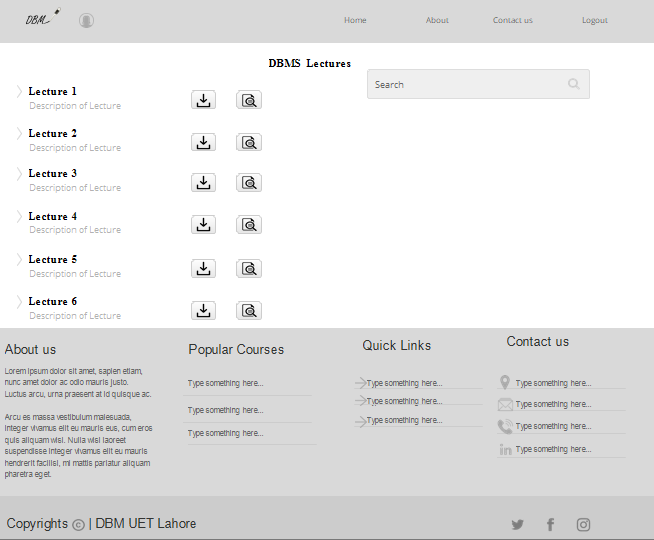 DBM
Home
About
Contact us
Logout
DBMS Lectures
Search
Lecture 1
Description of Lecture
Lecture 2
Description of Lecture
Lecture 3
Description of Lecture
Lecture 4
Description of Lecture
Lecture 5
Description of Lecture
Lecture 6
Description of Lecture
About us
Lorem ipsum dolor sit amet, sapien etiam,
nunc amet dolor ac odio mauris justo.
Luctus arcu, urna praesent at id quisque ac.
Arcu es massa vestibulum malesuada,
integer vivamus elit eu mauris eus, cum eros
quis aliquam wisi. Nulla wisi laoreet
suspendisse integer vivamus elit eu mauris
hendrerit facilisi, mi mattis pariatur aliquam
pharetra eget.
Popular Courses
Type something here...
Type something here...
Type something here...
Quick Links
Type something here...
Type something here...
Type something here...
Contact us
Type something here...
Type something here...
Type something here...
in Type something here...
Copyrights © | DBM UET Lahore